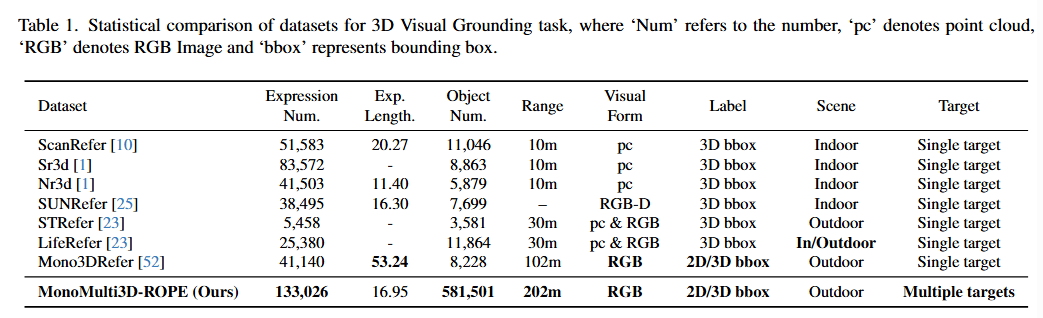 Table 1. Statistical comparison of datasets for 3D Visual Grounding task, where ‘Num’ refers to the number, ‘pc’ denotes point cloud,
‘RGB’ denotes RGB Image and ‘bbox’ represents bounding box.
Dataset Expression Num. Exp. Length. Object Num. Range Visual Form Label Scene Target
ScanRefer [10] 51,583 20.27 11,046 10m pc 3D bbox Indoor Single target
Sr3d [1] 83,572 - 8,863 10m pc 3D bbox Indoor Single target
Nr3d [1] 41,503 11.40 5,879 10m pc 3D bbox Indoor Single target
SUNRefer [25] 38,495 16.30 7,699 – RGB-D 3D bbox Indoor Single target
STRefer [23] 5,458 - 3,581 30m pc & RGB 3D bbox Outdoor Single target
LifeRefer [23] 25,380 - 11,864 30m pc & RGB 3D bbox In/Outdoor Single target
Mono3DRefer [52] 41,140 53.24 8,228 102m RGB 2D/3D bbox Outdoor Single target
MonoMulti3D-ROPE (Ours) 133,026 16.95 581,501 202m RGB 2D/3D bbox Outdoor Multiple targets